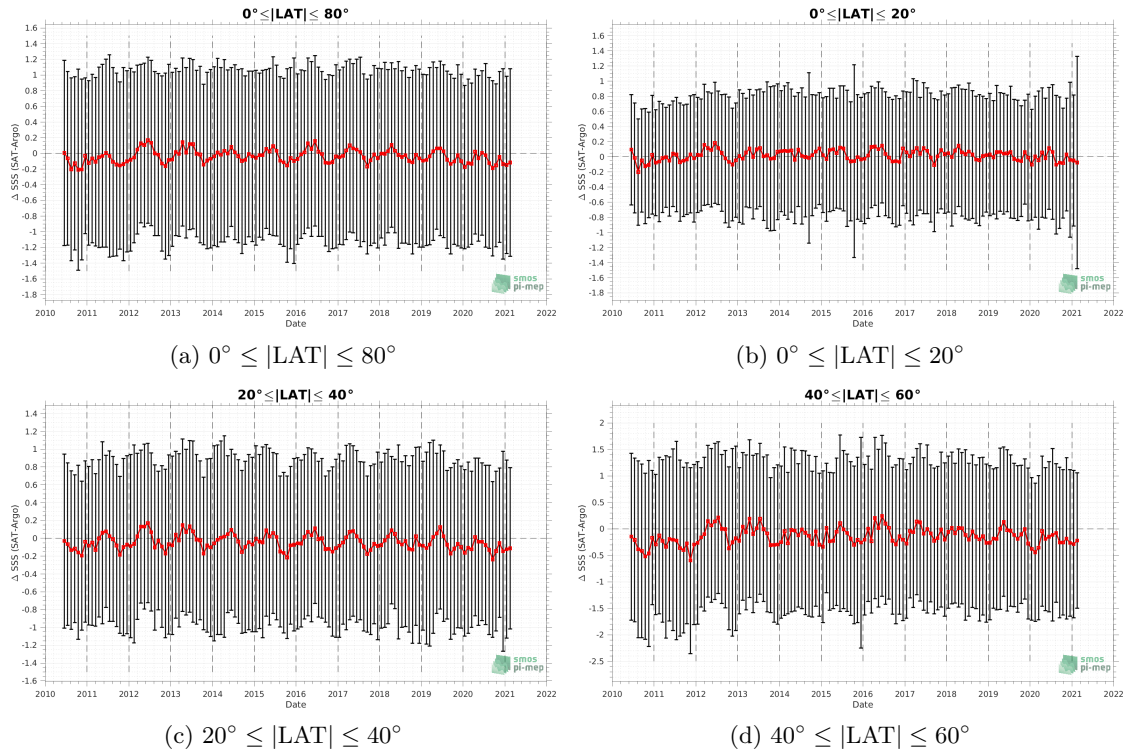 0°≤|LAT|≤ 80°
1.6
1.4
1.2
1
0.8
0.6
0.4
0.2
0
-0.2
-0.4
-0.6
-0.8
-1
-1.2
-1.4
-1.6
-1.8
Δ SSS (SAT-Argo)
2010 2011 2012 2013 2014 2015 2016 2017 2018 2019 2020 2021 2022
Date
smos
pi-mep
(a) 0° ≤ |LAT| ≤ 80°
0°≤|LAT|≤ 20°
1.6
1.4
1.2
1
0.8
0.6
0.4
0.2
0
-0.2
-0.4
-0.6
-0.8
-1
-1.2
-1.4
-1.6
-1.8
Δ SSS (SAT-Argo)
2010 2011 2012 2013 2014 2015 2016 2017 2018 2019 2020 2021 2022
Date
smos
pi-mep
(b) 0° ≤ |LAT| ≤ 20°
20°≤|LAT|≤ 40°
1.4
1.2
1
0.8
0.6
0.4
0.2
0
-0.2
-0.4
-0.6
-0.8
-1
-1.2
-1.4
-1.6
Δ SSS (SAT-Argo)
2010 2011 2012 2013 2014 2015 2016 2017 2018 2019 2020 2021 2022
Date
smos
pi-mep
(c) 20° ≤ |LAT| ≤ 40°
40°≤|LAT|≤ 60°
2
1.5
1
0.5
0
-0.5
-1
-1.5
-2
-2.5
Δ SSS (SAT-Argo)
2010 2011 2012 2013 2014 2015 2016 2017 2018 2019 2020 2021 2022
Date
smos
pi-mep
(d) 40° ≤ |LAT| ≤ 60°